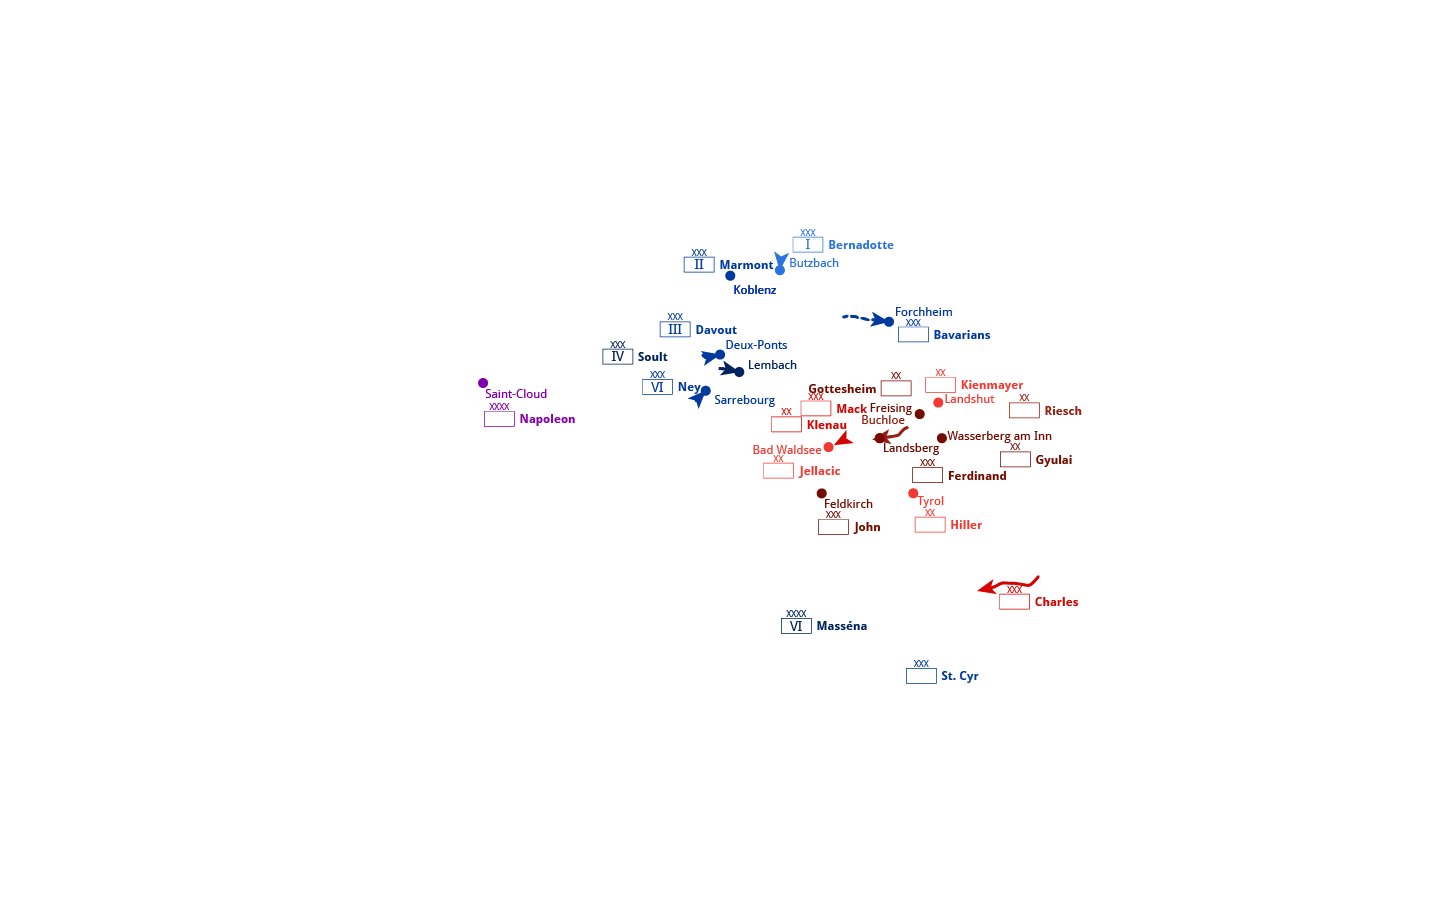 XXX
I Bernadotte
XXX
II Marmont
Butzbach
Koblenz
Forchheim
XXX
III Davout
XXX
Bavarians
Deux-Ponts
XXX
IV Soult
Lembach
XXX
VI Ney
Sarrebourg
Saint-Cloud
XXXX
Napoleon
XX
Gottesheim
XX
Kienmayer
Landshut
XXX
Mack
Freising
XX
Riesch
XX
Klenau
Buchloe
Wasserberg am Inn
Landsberg
Bad Waldsee
XX
Gyulai
XX
Jellacic
XXX
Ferdinand
Feldkirch
Tyrol
XXX
John
XX
Hiller
XXX
Charles
XXXX
VI Masséna
XXX
St. Cyr